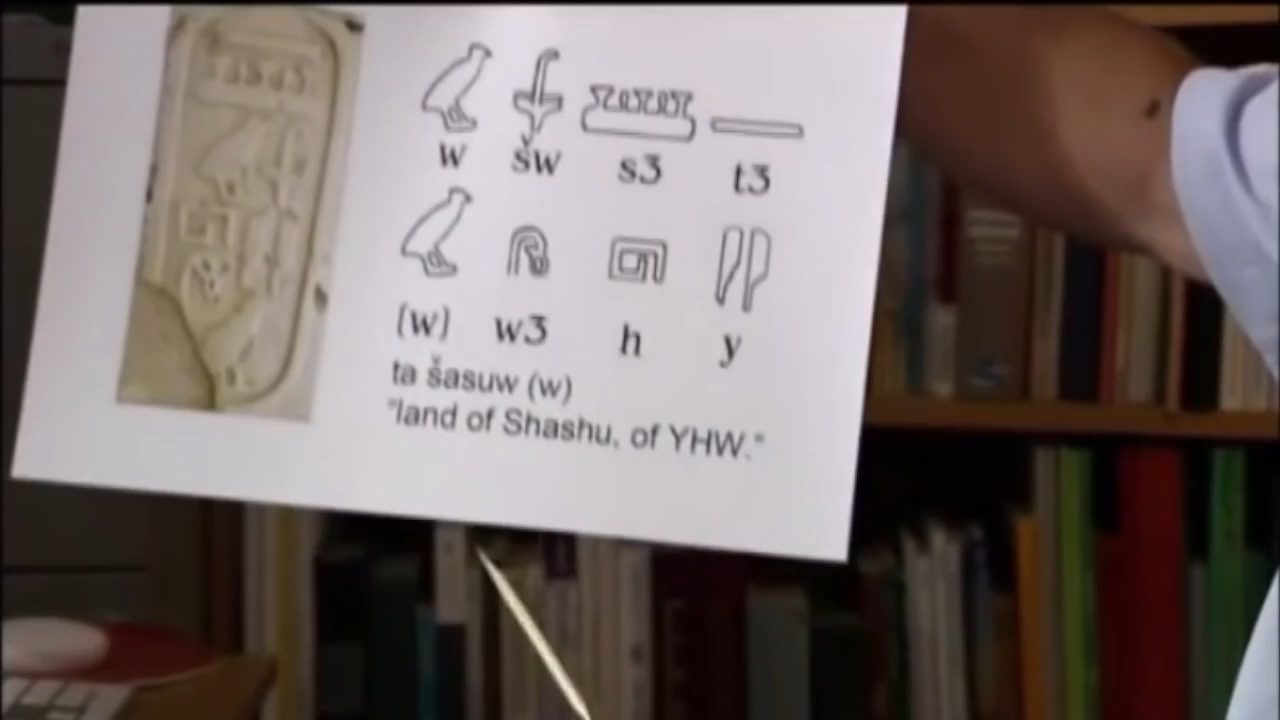 w šw s3 t3
(w) w3 h y
ta šasuw (w)
"land of Shashu, of YHW."